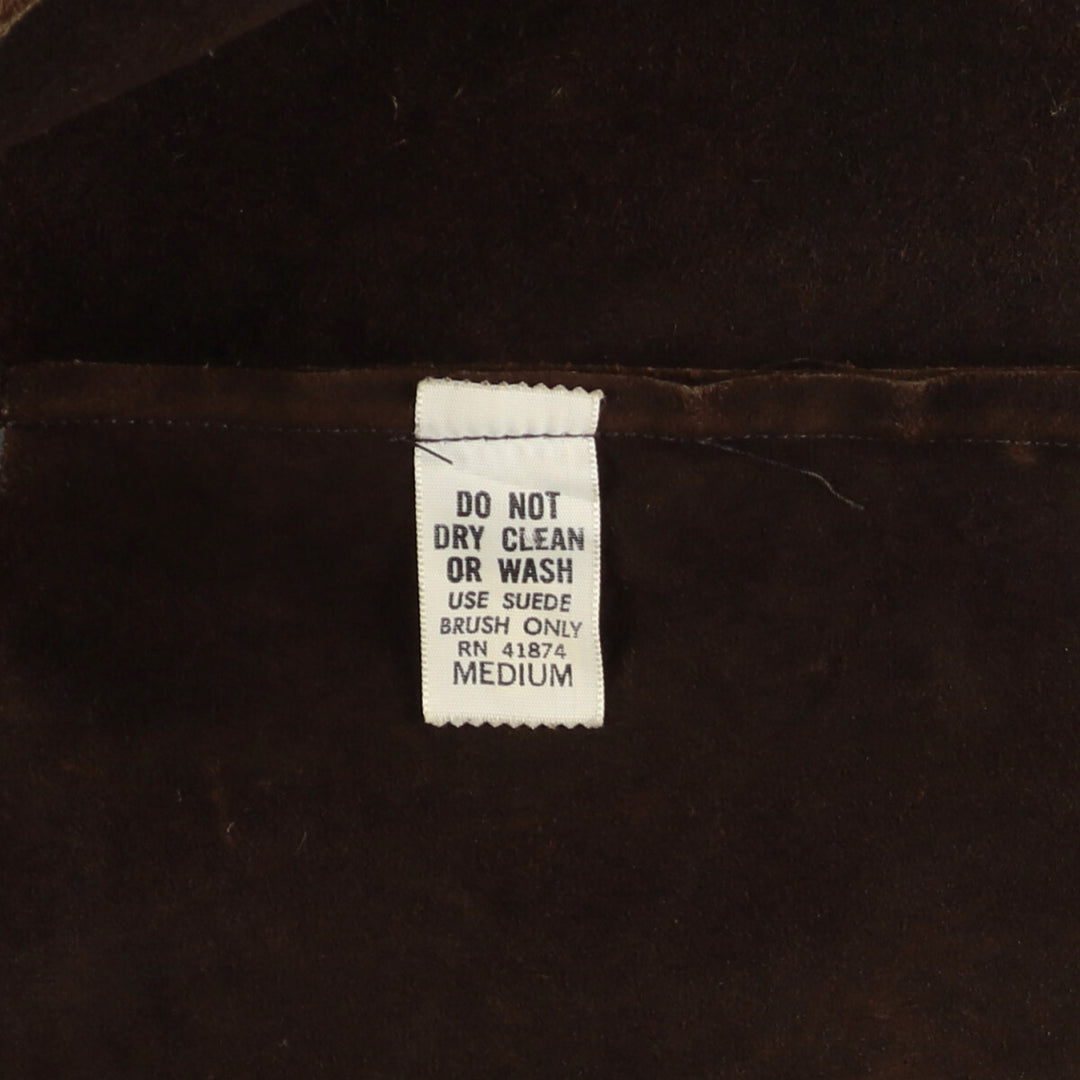 DO NOT
DRY CLEAN
OR WASH
USE SUEDE
BRUSH ONLY
RN 41874
MEDIUM